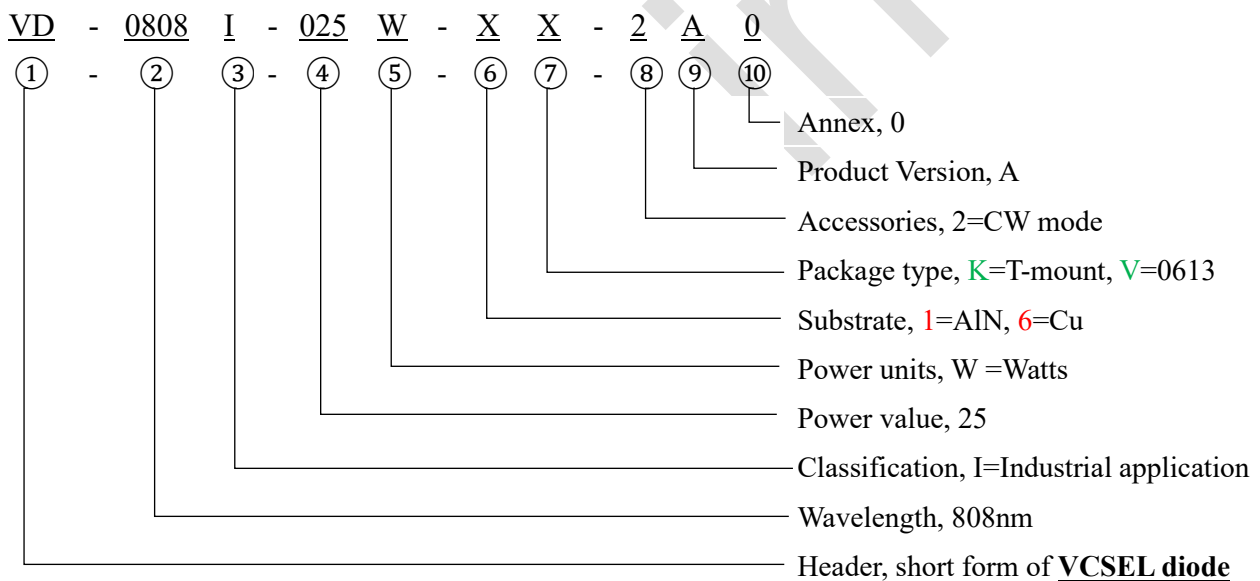 VD - 0808 I - 025 W - X X - 2 A 0
① - ② ③ - ④ ⑤ - ⑥ ⑦ - ⑧ ⑨ ⑩
Annex, 0
Product Version, A
Accessories, 2=CW mode
Package type, K=T-mount, V=0613
Substrate, 1=AlN, 6=Cu
Power units, W =Watts
Power value, 25
Classification, I=Industrial application
Wavelength, 808nm
Header, short form of VCSEL diode